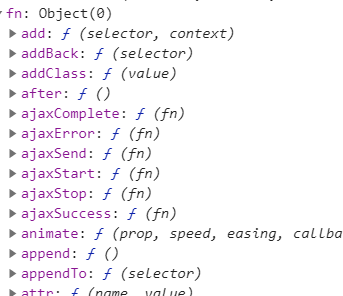 fn: Object(0)
add: ƒ (selector, context)
addBack: ƒ (selector)
addClass: ƒ (value)
after: ƒ ()
ajaxComplete: ƒ (fn)
ajaxError: ƒ (fn)
ajaxSend: ƒ (fn)
ajaxStart: ƒ (fn)
ajaxStop: ƒ (fn)
ajaxSuccess: ƒ (fn)
animate: ƒ (prop, speed, easing, callba
append: ƒ ()
appendTo: ƒ (selector)
attr: ƒ (name, value)